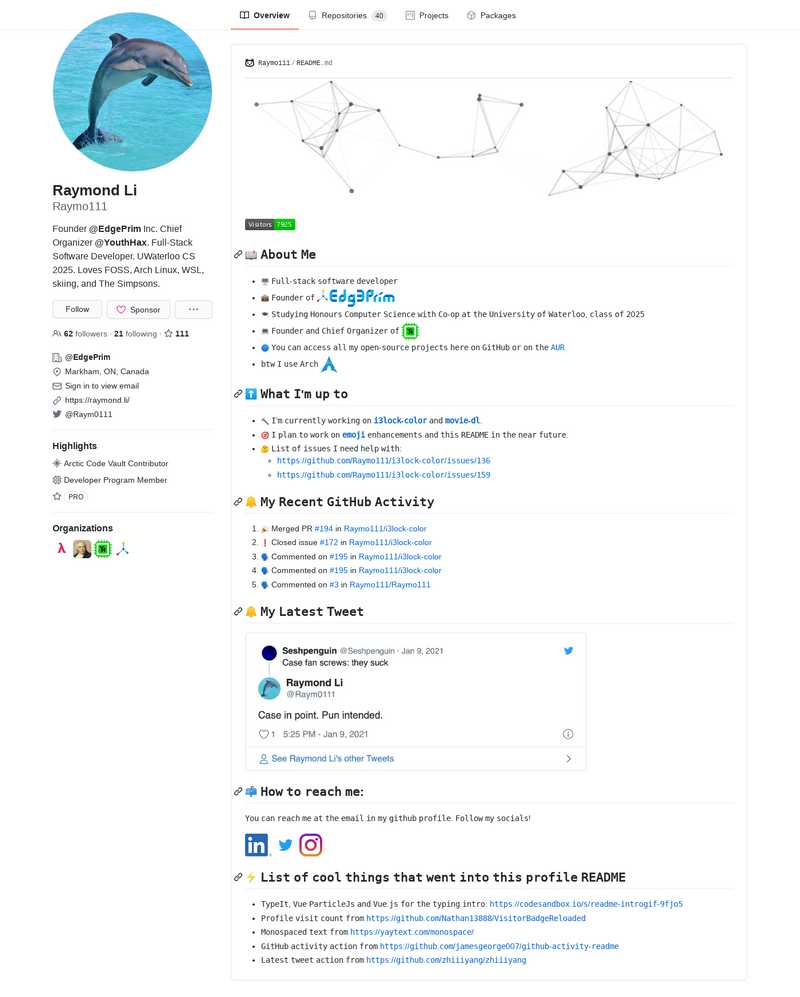 Overview
Repositories 40
Projects
Packages
Raymond Li
Raymo111
Founder @EdgePrim Inc. Chief
Organizer @YouthHax. Full-Stack
Software Developer. UWaterloo CS
2025. Loves FOSS, Arch Linux, WSL,
skiing, and The Simpsons.
Follow
Sponsor
62 followers · 21 following · 111
@EdgePrim
Markham, ON, Canada
Sign in to view email
https://raymond.li/
@Raym0111
Highlights
Arctic Code Vault Contributor
Developer Program Member
PRO
Organizations
Raymo111 / README.md
Visitors 7925
About Me
Full-stack software developer
Founder of Edg3Prim
Studying Honours Computer Science with Co-op at the University of Waterloo, class of 2025
Founder and Chief Organizer of
You can access all my open-source projects here on GitHub or on the AUR
btw I use Arch
What I'm up to
I'm currently working on i3lock-color and movie-dl.
I plan to work on emoji enhancements and this README in the near future.
List of issues I need help with:
https://github.com/Raymo111/i3lock-color/issues/136
https://github.com/Raymo111/i3lock-color/issues/159
My Recent GitHub Activity
1. Merged PR #194 in Raymo111/i3lock-color
2. Closed issue #172 in Raymo111/i3lock-color
3. Commented on #195 in Raymo111/i3lock-color
4. Commented on #195 in Raymo111/i3lock-color
5. Commented on #3 in Raymo111/Raymo111
My Latest Tweet
Seshpenguin @Seshpenguin · Jan 9, 2021
Case fan screws: they suck
Raymond Li
@Raym0111
Case in point. Pun intended.
1 5:25 PM - Jan 9, 2021
See Raymond Li's other Tweets
How to reach me:
You can reach me at the email in my github profile. Follow my socials!
in
List of cool things that went into this profile README
TypeIt, Vue ParticleJs and Vue js for the typing intro: https://codesandbox.io/s/readme-introgif-9fjo5
Profile visit count from https://github.com/Nathan13888/VisitorBadgeReloaded
Monospaced text from https://yaytext.com/monospace/
GitHub activity action from https://github.com/jamesgeorge007/github-activity-readme
Latest tweet action from https://github.com/zhiiiyang/zhiiiyang